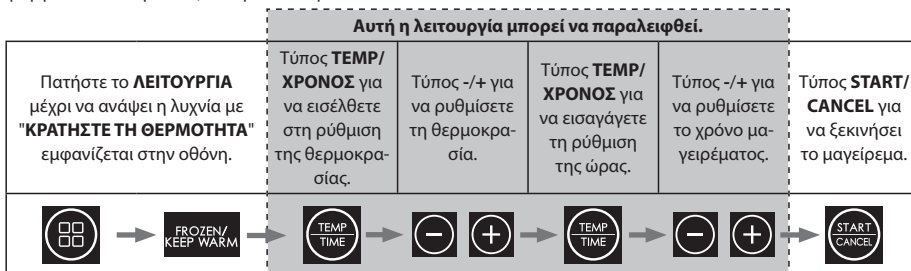 Αυτή η λειτουργία μπορεί να παραλειφθεί.
Πατήστε το ΛΕΙΤΟΥΡΓΙΑ
μέχρι να ανάψει η λυχνία με
"ΚΡΑΤΗΣΤΕ ΤΗ ΘΕΡΜΟΤΗΤΑ"
εμφανίζεται στην οθόνη.
Τύπος TEMP/
ΧΡΟΝΟΣ για
να εισέλθετε
στη ρύθμιση
της θερμοκρα-
σίας.
Τύπος -/+ για
να ρυθμίσετε
τη θερμοκρα-
σία.
Τύπος TEMP/
ΧΡΟΝΟΣ για
να εισαγάγετε
τη ρύθμιση
της ώρας.
Τύπος -/+ για
να ρυθμίσετε
το χρόνο μα-
γειρέματος.
Τύπος START/
CANCEL για
να ξεκινήσει
το μαγείρεμα.
FROZEN/
KEEP WARM
TEMP
TIME
- +
TEMP
TIME
- +
START
CANCEL